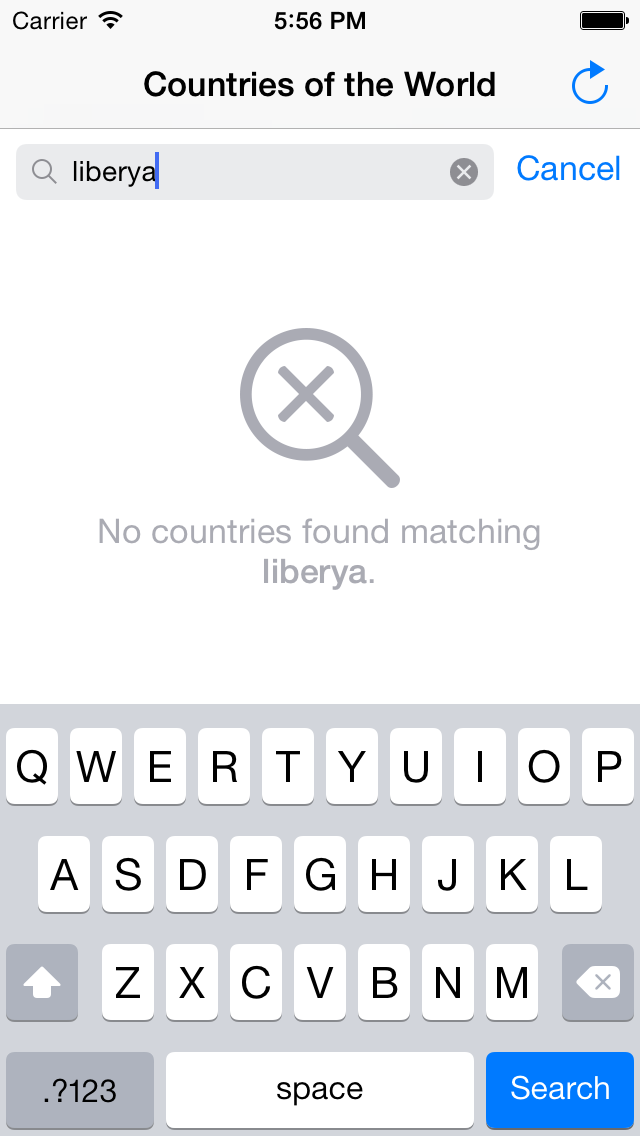 Carrier 5:56 PM
Countries of the World
liberya Cancel
No countries found matching
liberya.
Q W E R T Y U I O P
A S D F G H J K L
Z X C V B N M
.?123 space Search